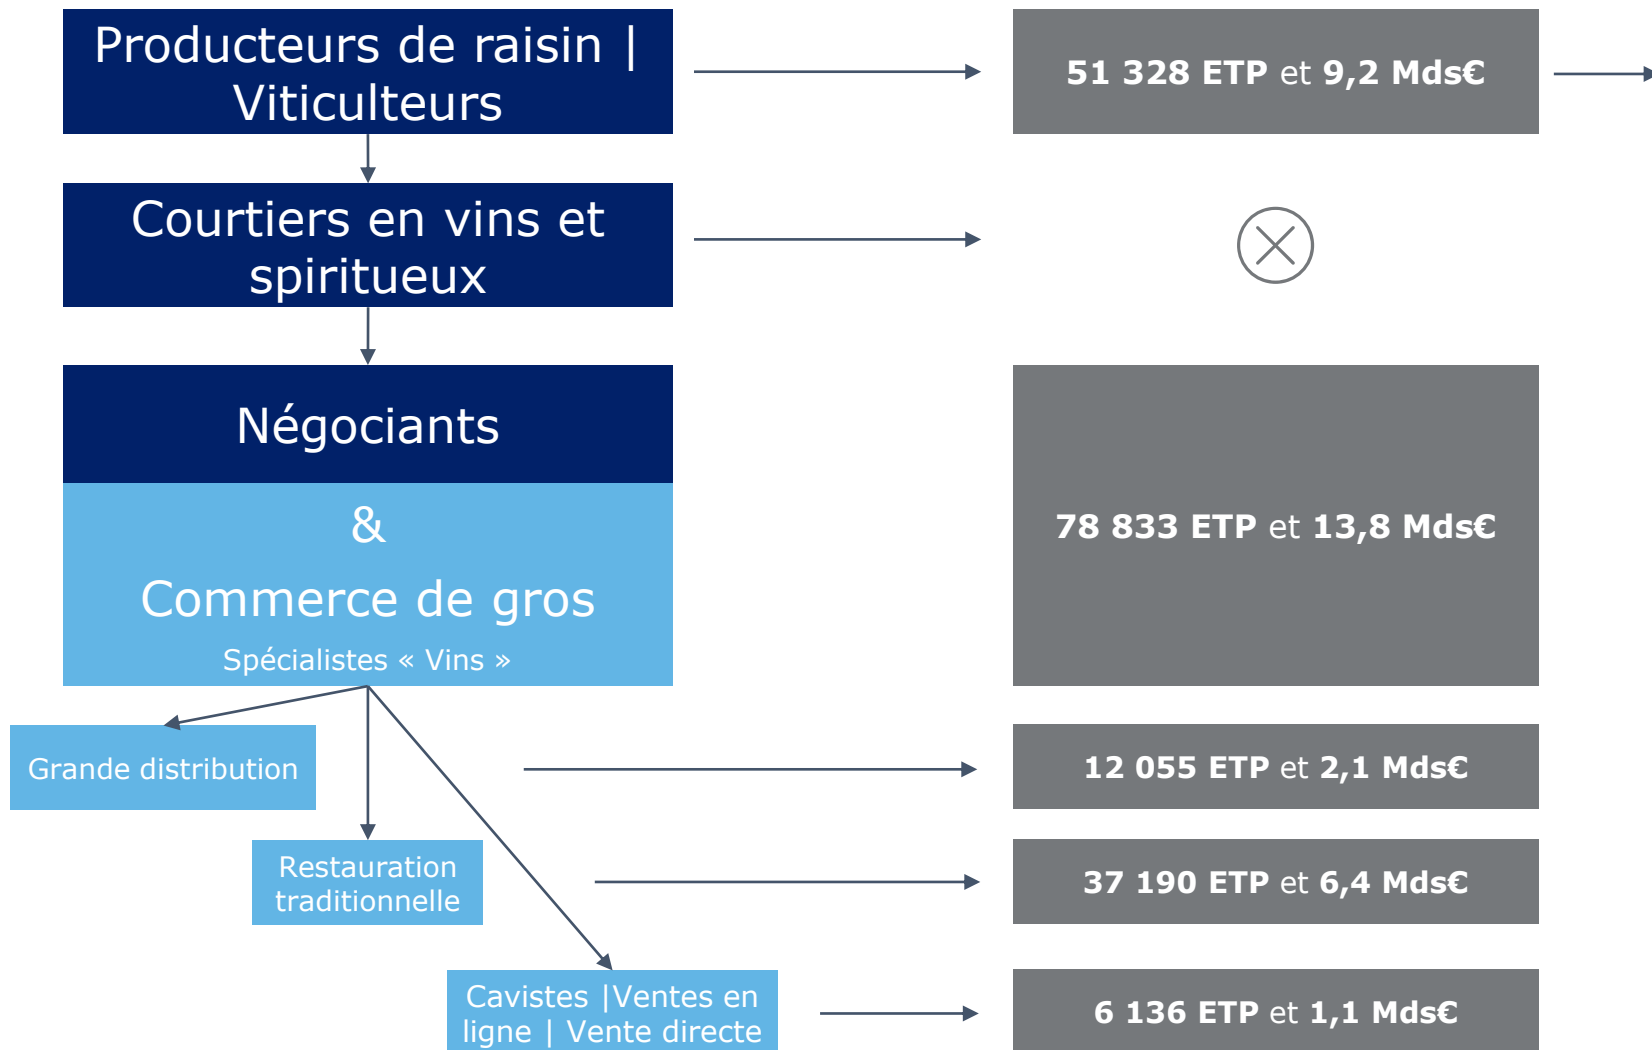 Producteurs de raisin |
Viticulteurs
51 328 ETP et 9,2 Mds€
Courtiers en vins et
spiritueux
Négociants
&
Commerce de gros
Spécialistes « Vins »
78 833 ETP et 13,8 Mds€
Grande distribution
12 055 ETP et 2,1 Mds€
Restauration
traditionnelle
37 190 ETP et 6,4 Mds€
Cavistes |Ventes en
ligne | Vente directe
6 136 ETP et 1,1 Mds€